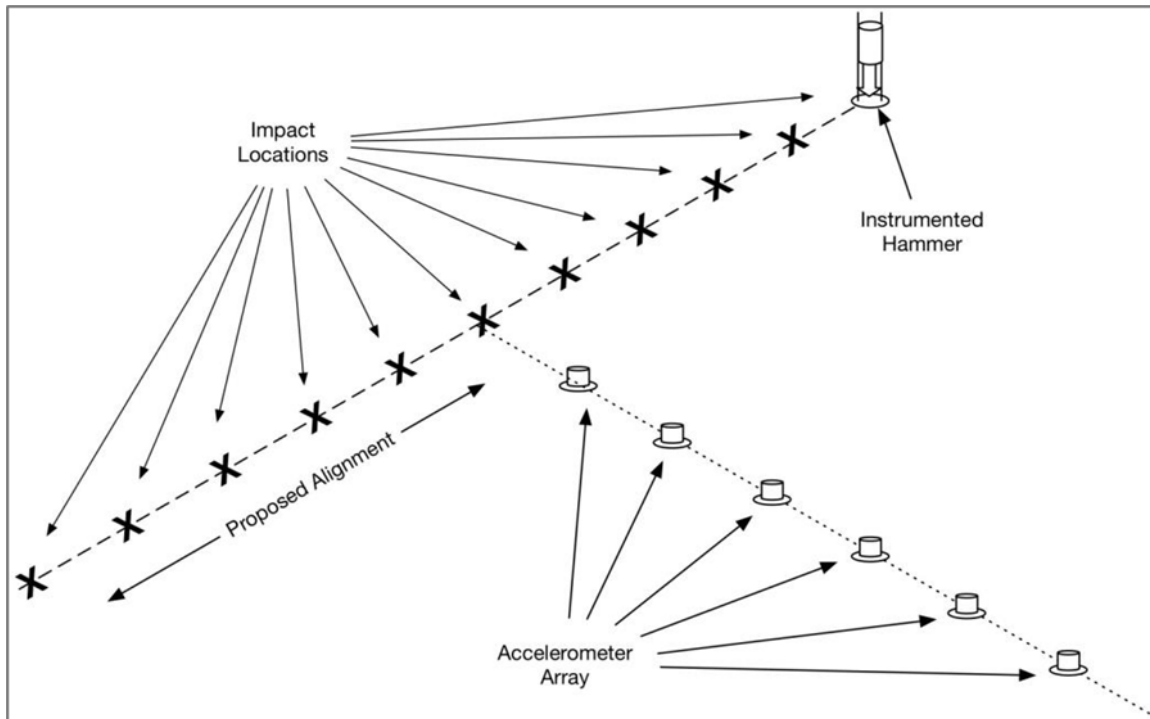 Impact
Locations
Instrumented
Hammer
Proposed Alignment
Accelerometer
Array